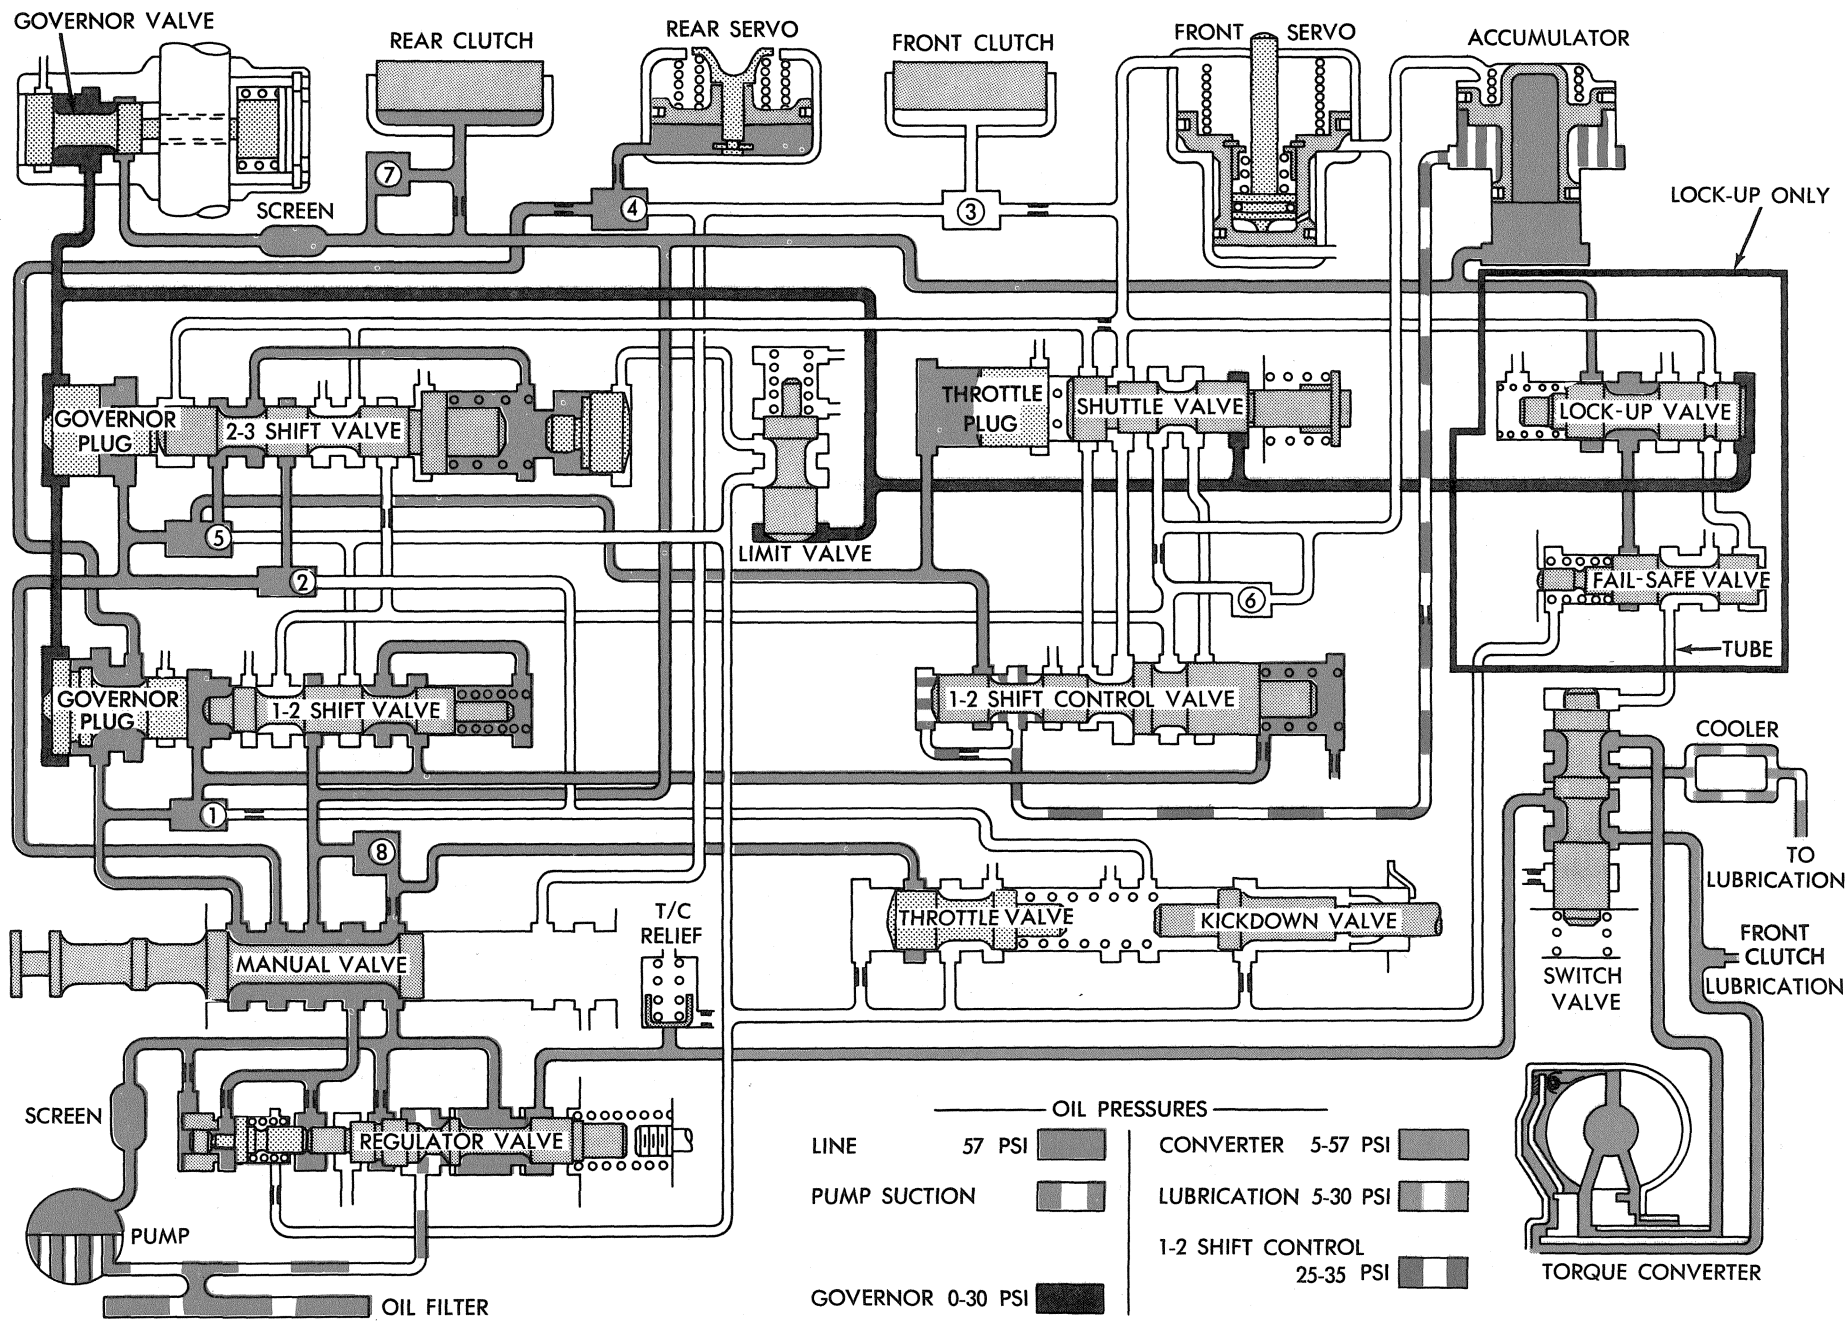 GOVERNOR VALVE
REAR CLUTCH
REAR SERVO
FRONT CLUTCH
FRONT SERVO
ACCUMULATOR
7
SCREEN
4
3
LOCK-UP ONLY
GOVERNOR
PLUG
2-3 SHIFT VALVE
THROTTLE
PLUG
SHUTTLE VALVE
LOCK-UP VALVE
5
LIMIT VALVE
2
6
FAIL-SAFE VALVE
TUBE
GOVERNOR
PLUG
1-2 SHIFT VALVE
1-2 SHIFT CONTROL VALVE
COOLER
1
8
TO
LUBRICATION
T/C
RELIEF
THROTTLE VALVE
KICKDOWN VALVE
MANUAL VALVE
SWITCH
VALVE
FRONT
CLUTCH
LUBRICATION
SCREEN
REGULATOR VALVE
PUMP
OIL FILTER
OIL PRESSURES
LINE 57 PSI
PUMP SUCTION
GOVERNOR 0-30 PSI
CONVERTER 5-57 PSI
LUBRICATION 5-30 PSI
1-2 SHIFT CONTROL
25-35 PSI
TORQUE CONVERTER